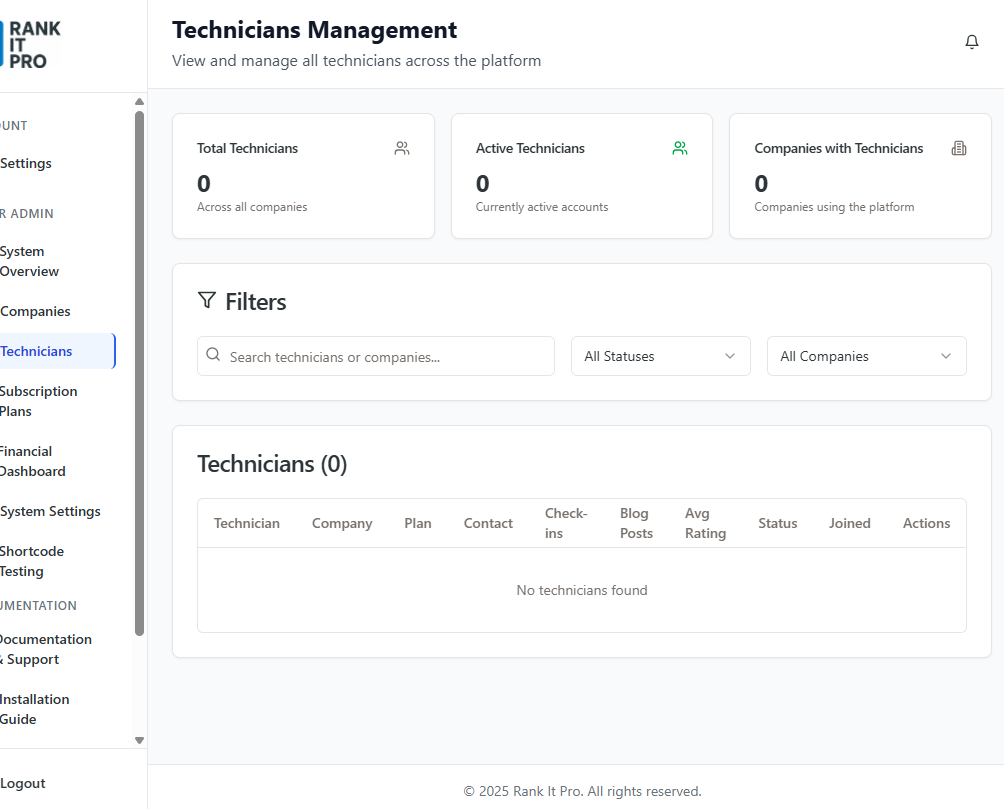 RANK
IT
PRO
OUNT
Settings
R ADMIN
System
Overview
Companies
Technicians
Subscription
Plans
Financial
Dashboard
System Settings
Shortcode
Testing
UMENTATION
Documentation
& Support
Installation
Guide
Logout
Technicians Management
View and manage all technicians across the platform
Total Technicians
0
Across all companies
Active Technicians
0
Currently active accounts
Companies with Technicians
0
Companies using the platform
Filters
Search technicians or companies...
All Statuses
All Companies
Technicians (0)
Technician Company Plan Contact Check-ins Blog Posts Avg Rating Status Joined Actions
No technicians found
© 2025 Rank It Pro. All rights reserved.